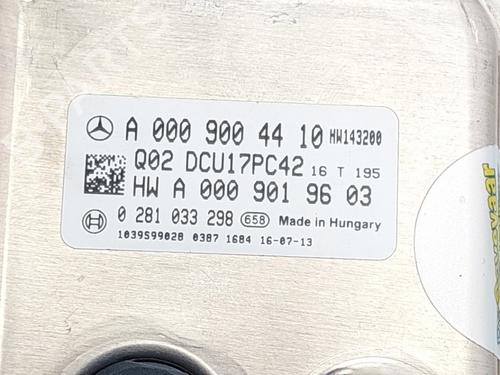 A 000 900 44 10 HW143200
Q02 DCU17PC42 16 T 195
HW A 000 901 96 03
0 281 033 298 658 Made in Hungary
1039S99028 0387 1684 16-07-13